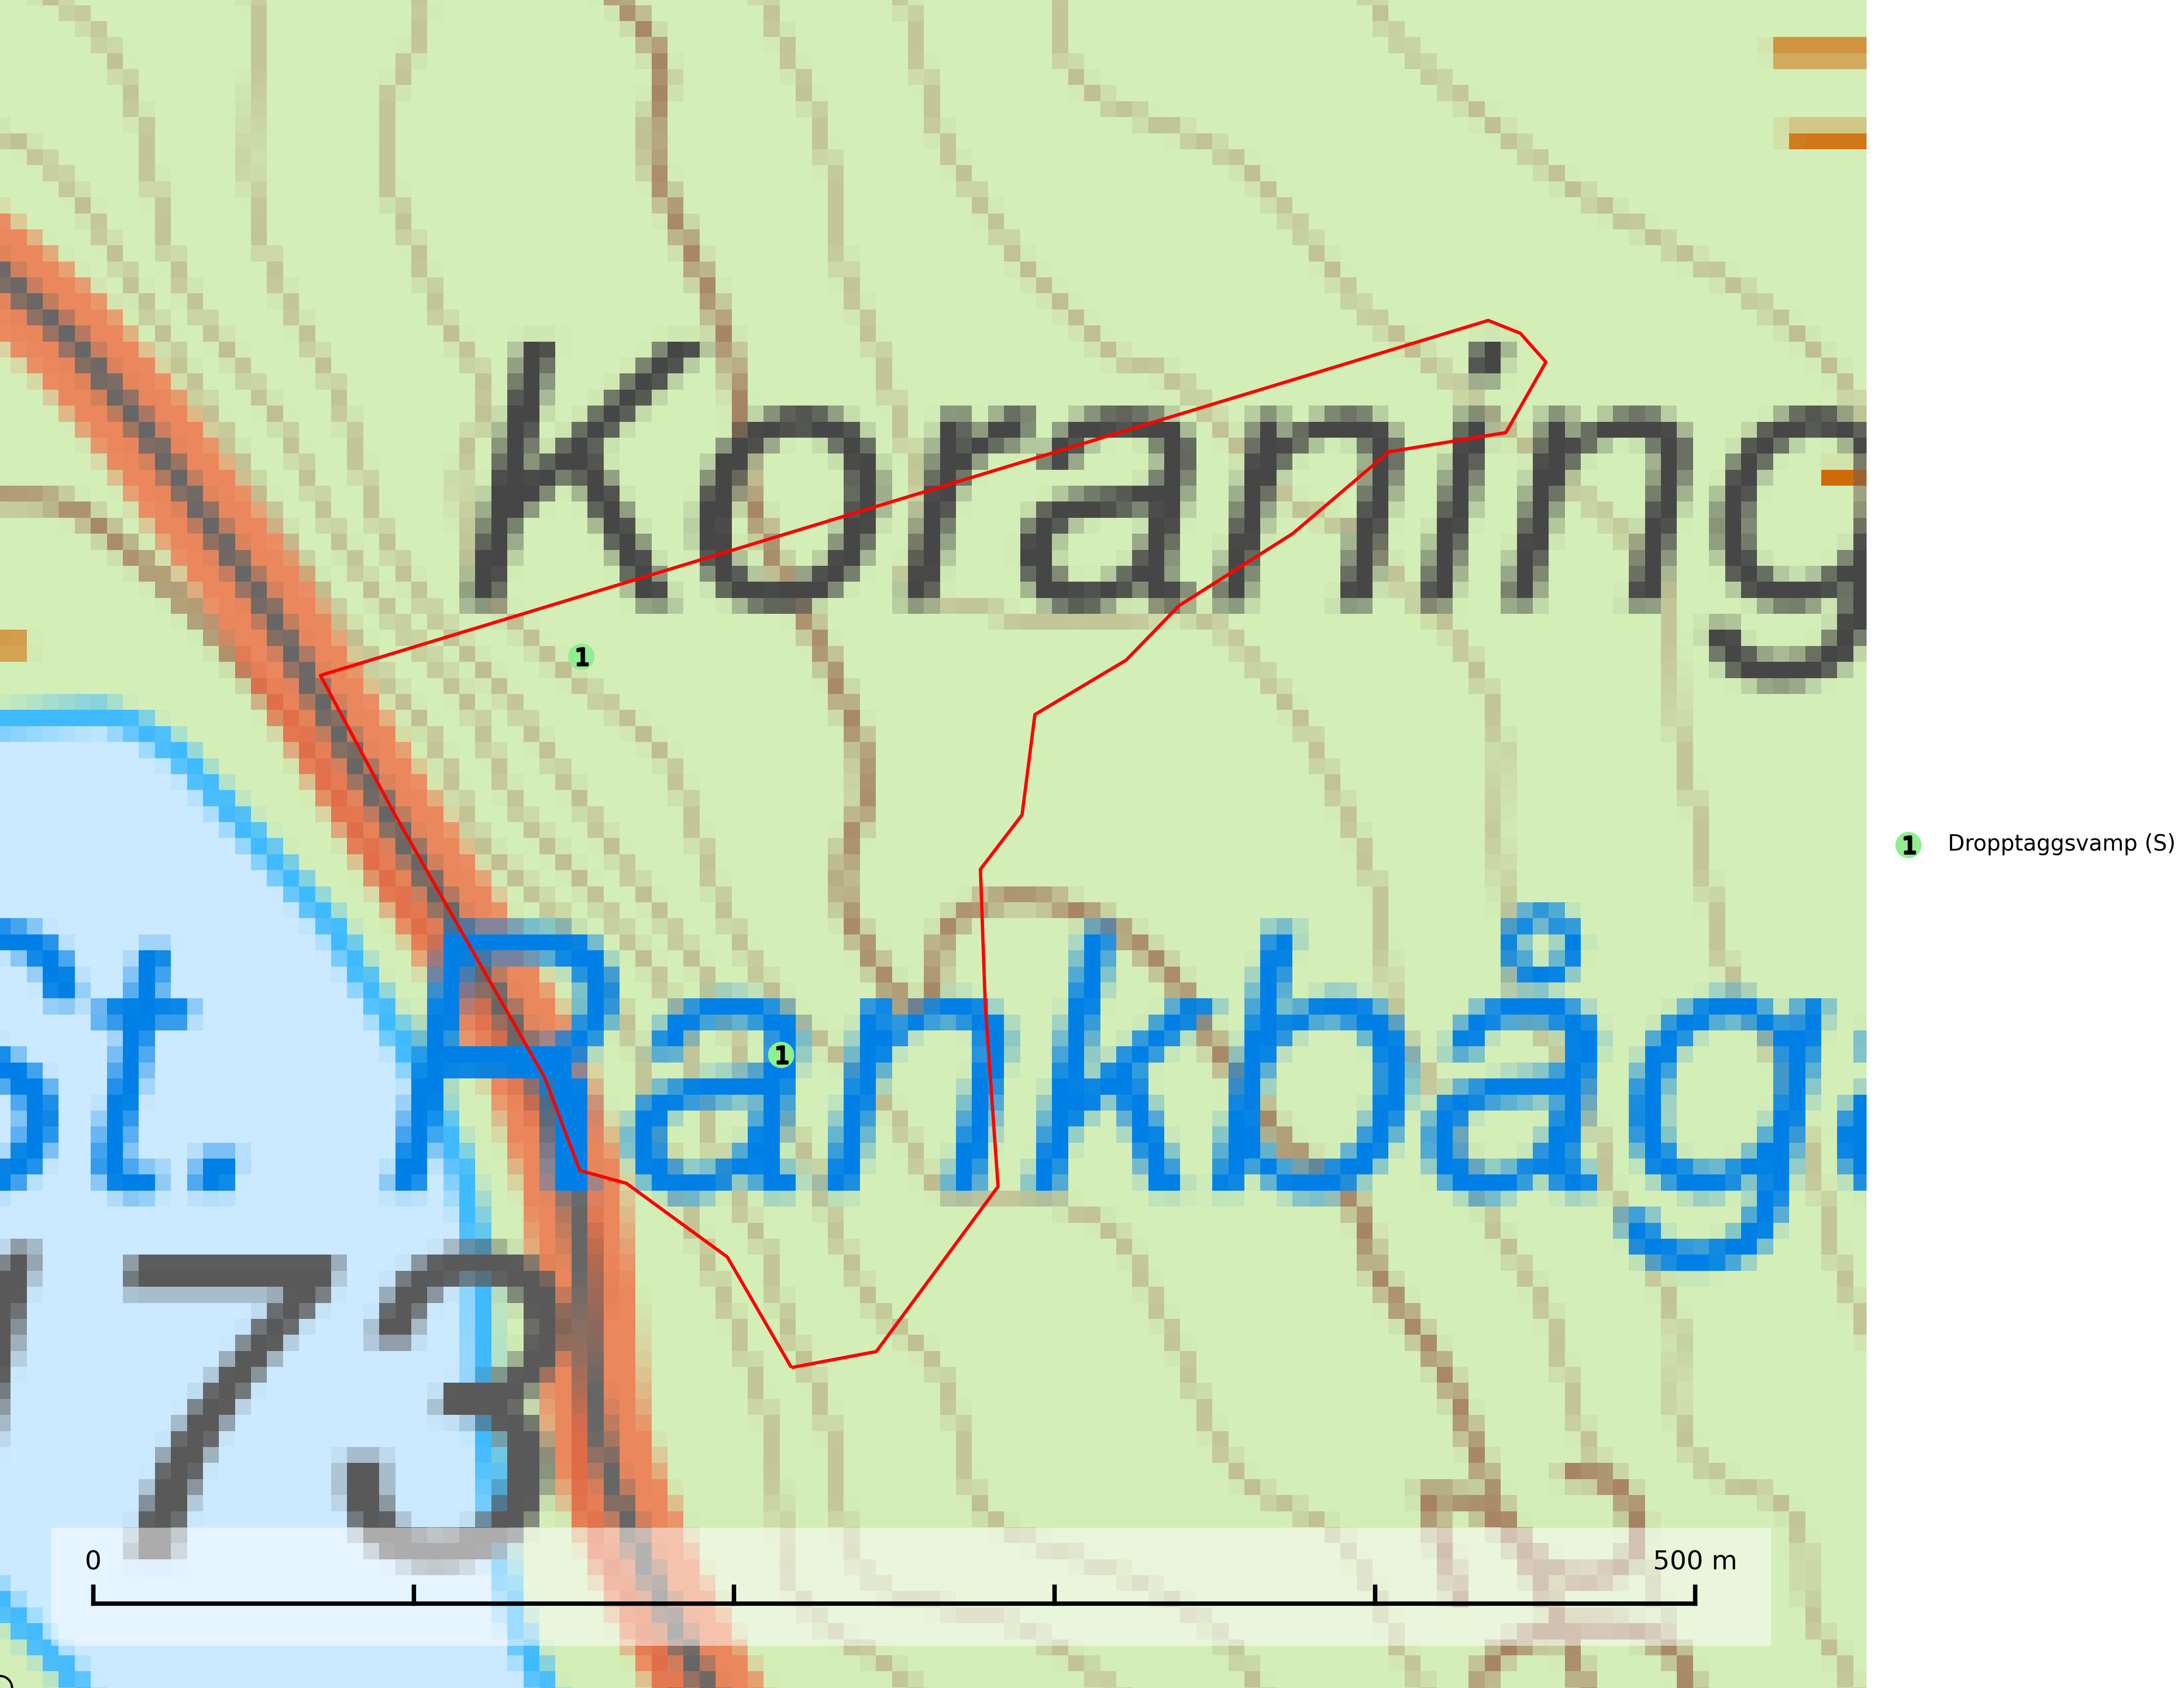 Koraning
1
1 Dropptaggsvamp (S)
st. Rankbåg
1
73
0 500 m